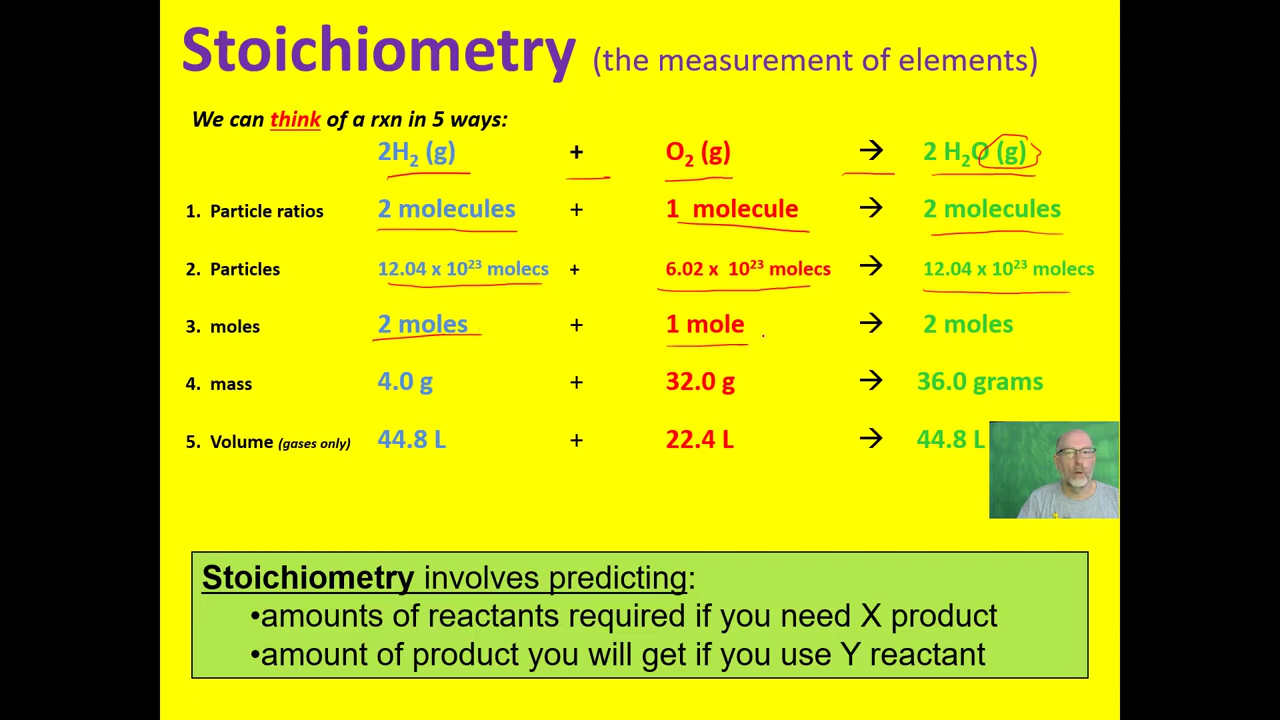 Stoichiometry (the measurement of elements)
We can think of a rxn in 5 ways:
2H₂ (g) + O₂ (g) → 2 H₂O (g)
1. Particle ratios 2 molecules + 1 molecule → 2 molecules
2. Particles 12.04 x 10²³ molecs + 6.02 x 10²³ molecs → 12.04 x 10²³ molecs
3. moles 2 moles + 1 mole → 2 moles
4. mass 4.0 g + 32.0 g → 36.0 grams
5. Volume (gases only) 44.8 L + 22.4 L → 44.8 L
Stoichiometry involves predicting:
•amounts of reactants required if you need X product
•amount of product you will get if you use Y reactant